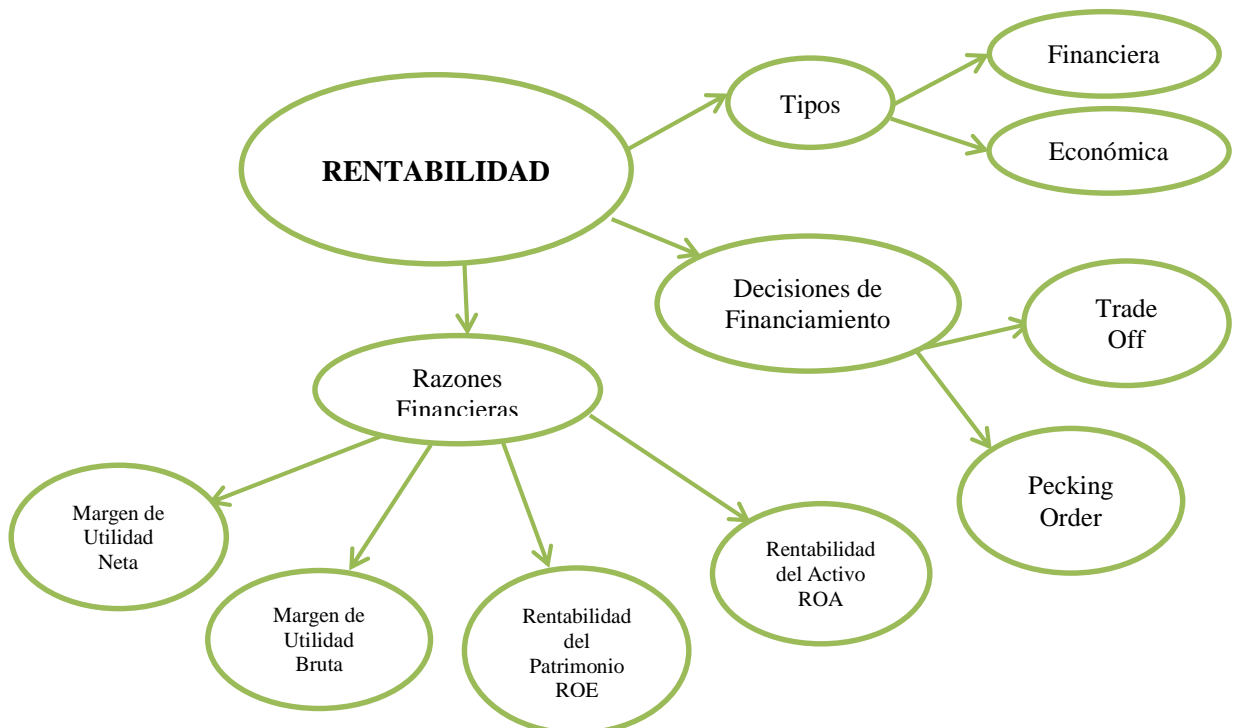 Financiera
Tipos
Económica
RENTABILIDAD
Decisiones de
Financiamiento
Trade
Off
Razones
Financieras
Pecking
Order
Margen de
Utilidad
Neta
Margen de
Utilidad
Bruta
Rentabilidad
del
Patrimonio
ROE
Rentabilidad
del Activo
ROA